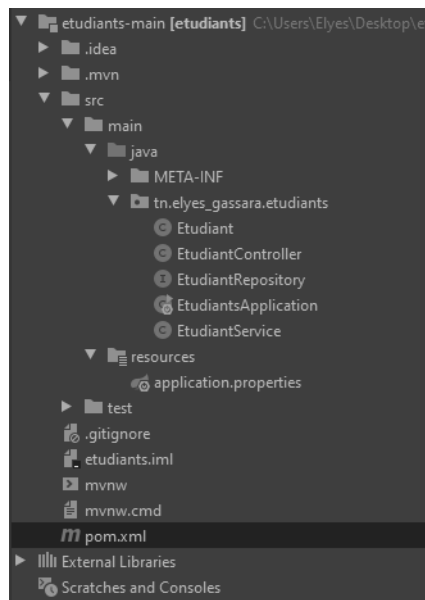 etudiants-main [etudiants] C:\Users\Elyes\Desktop\e
.idea
.mvn
src
main
java
META-INF
tn.elyes_gassara.etudiants
Etudiant
EtudiantController
EtudiantRepository
EtudiantsApplication
EtudiantService
resources
application.properties
test
.gitignore
etudiants.iml
mvnw
mvnw.cmd
pom.xml
External Libraries
Scratches and Consoles